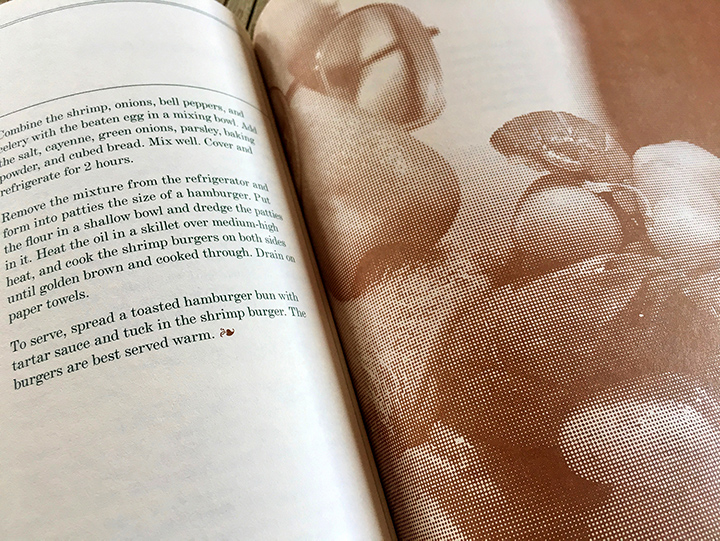 Combine the shrimp, onions, bell peppers, and
celery with the beaten egg in a mixing bowl. Add
the salt, cayenne, green onions, parsley, baking
powder, and cubed bread. Mix well. Cover and
refrigerate for 2 hours.
Remove the mixture from the refrigerator and
form into patties the size of a hamburger. Put
the flour in a shallow bowl and dredge the patties
in it. Heat the oil in a skillet over medium-high
heat, and cook the shrimp burgers on both sides
until golden brown and cooked through. Drain on
paper towels.
To serve, spread a toasted hamburger bun with
tartar sauce and tuck in the shrimp burger. The
burgers are best served warm.